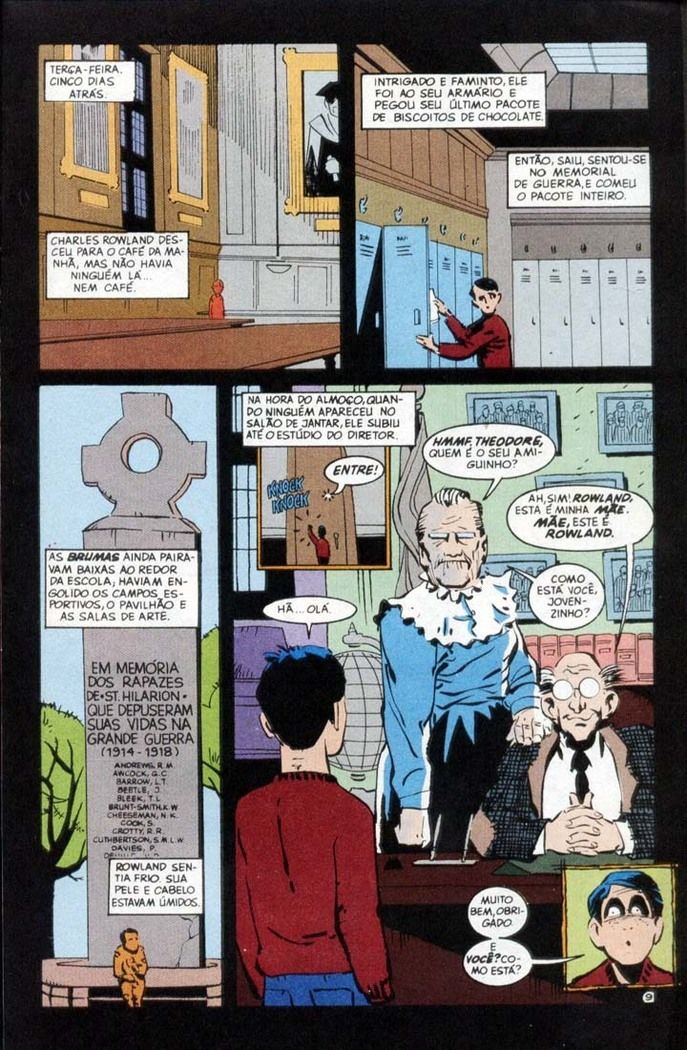 TERÇA-FEIRA.
CINCO DIAS
ATRÁS.
CHARLES ROWLAND DES-
CEU PARA O CAFÉ DA MA-
NHÃ, MAS NÃO HAVIA
NINGUÉM LÁ...
NEM CAFÉ.
INTRIGADO E FAMINTO, ELE
FOI AO SEU ARMÁRIO E
PEGOU SEU ÚLTIMO PACOTE
DE BISCOITOS DE CHOCOLATE.
ENTÃO, SAIU, SENTOU-SE
NO MEMORIAL
DE GUERRA, E COMEU
O PACOTE INTEIRO.
AS BRUMAS AINDA PAIRA-
VAM BAIXAS AO REDOR
DA ESCOLA; HAVIAM EN-
GOLIDO OS CAMPOS ES-
PORTIVOS, O PAVILHÃO E
AS SALAS DE ARTE.
EM MEMÓRIA
DOS RAPAZES
DE • ST. HILARION •
QUE DEPUSERAM
SUAS VIDAS NA
GRANDE GUERRA
(1914-1918)
ANDREWS, R.M
AWCOCK, G.C
BARROW, L.T.
BEETLE, J.
BLEEK, T.L
BRUNT-SMITH, K.W
CHEESEMAN, N.K.
COOK, S.
CROTTY, R.R.
CUTHBERTSON, S.M.L.W
DAVIES, P.
ROWLAND SEN-
TIA FRIO. SUA
PELE E CABELO
ESTAVAM ÚMIDOS.
NA HORA DO ALMOÇO, QUAN-
DO NINGUÉM APARECEU NO
SALÃO DE JANTAR, ELE SUBIU
ATÉ O ESTÚDIO DO DIRETOR.
KNOCK
KNOCK
ENTRE!
HMMF. THEODORE,
QUEM É O SEU AMI-
GUINHO?
AH, SIM! ROWLAND,
ESTA É MINHA MÃE.
MÃE, ESTE É
ROWLAND.
COMO
ESTÁ VOCÊ,
JOVEN-
ZINHO?
HÃ... OLÁ.
MUITO
BEM, OBRI-
GADO.
E
VOCÊ? CO-
MO ESTÁ?
9